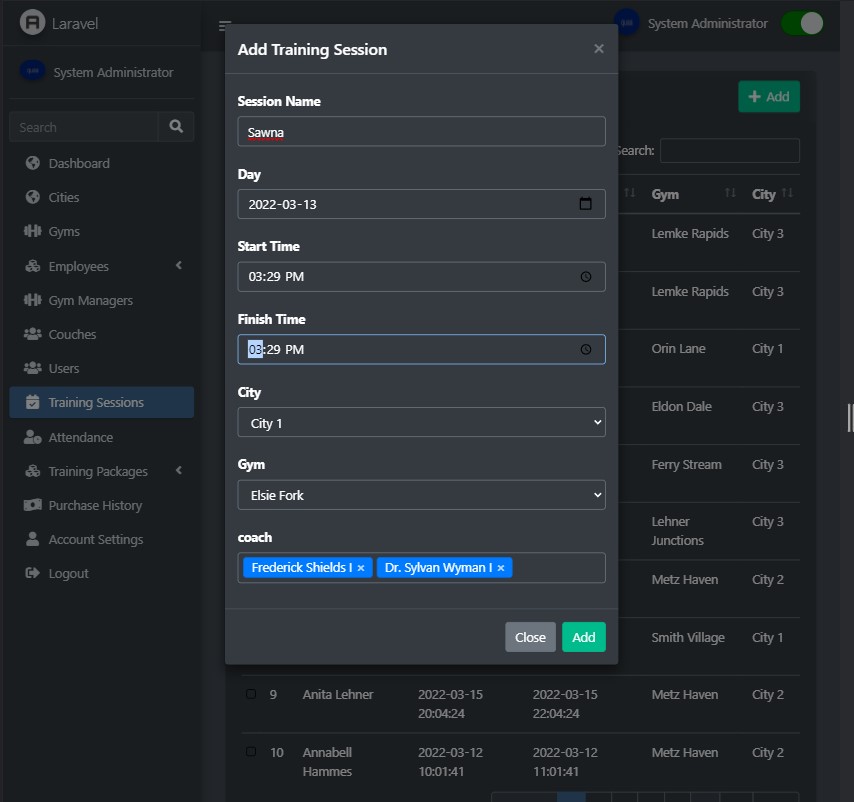 Laravel
System Administrator
System Administrator
Search
Dashboard
Cities
Gyms
Employees
Gym Managers
Couches
Users
Training Sessions
Attendance
Training Packages
Purchase History
Account Settings
Logout
Add Training Session ×
Session Name
Sawna
Day
2022-03-13
Start Time
03:29 PM
Finish Time
03:29 PM
City
City 1
Gym
Elsie Fork
coach
Frederick Shields I × Dr. Sylvan Wyman I ×
Close Add
+ Add
Search:
Gym City
Lemke Rapids City 3
Lemke Rapids City 3
Orin Lane City 1
Eldon Dale City 3
Ferry Stream City 3
Lehner City 3
Junctions
Metz Haven City 2
Smith Village City 1
9 Anita Lehner 2022-03-15 2022-03-15 Metz Haven City 2
20:04:24 22:04:24
10 Annabell 2022-03-12 2022-03-12 Metz Haven City 2
Hammes 10:01:41 11:01:41